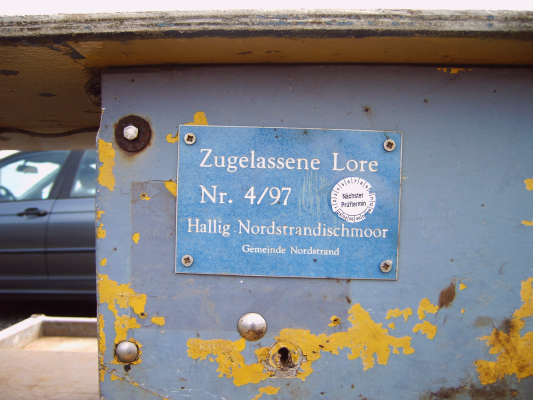 Zugelassene Lore
Nr. 4/97
Nächster
Prüftermin
Hallig Nordstrandischmoor
Gemeinde Nordstrand